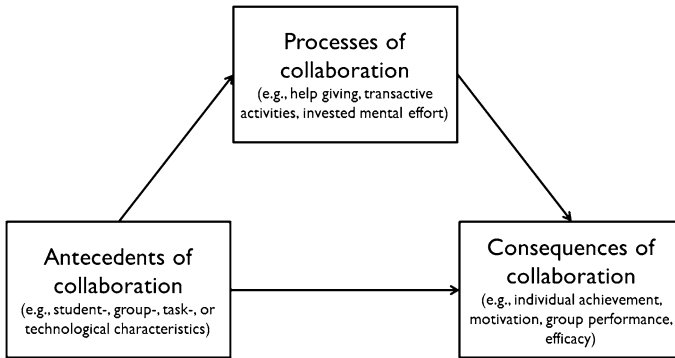 Processes of
collaboration
(e.g., help giving, transactive
activities, invested mental effort)
Antecedents of
collaboration
(e.g., student-, group-, task-, or
technological characteristics)
Consequences of
collaboration
(e.g., individual achievement,
motivation, group performance,
efficacy)